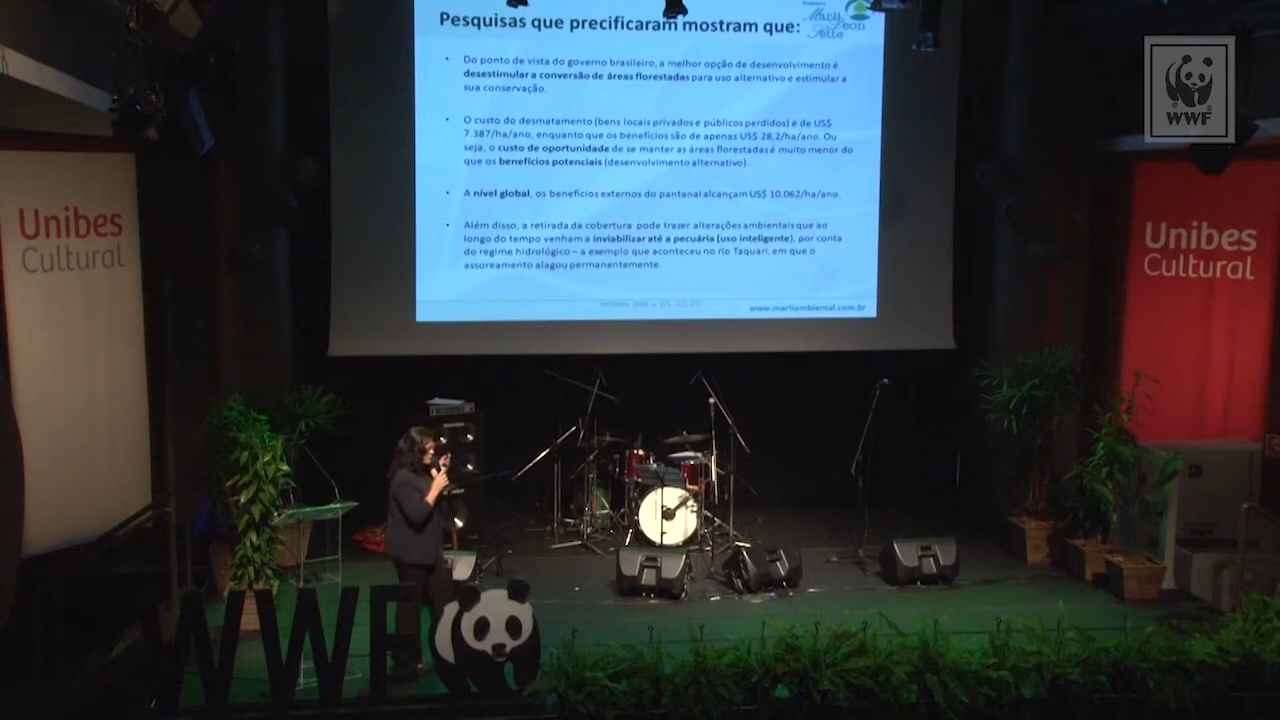 Pesquisas que precificaram mostram que:
Marli
Deon
Sette
• Do ponto de vista do governo brasileiro, a melhor opção de desenvolvimento é
desestimular a conversão de áreas florestadas para uso alternativo e estimular a
sua conservação.
• O custo do desmatamento (bens locais privados e públicos perdidos) é de US$
7.387/ha/ano, enquanto que os benefícios são de apenas US$ 28,2/ha/ano. Ou
seja, o custo de oportunidade de se manter as áreas florestadas é muito menor do
que os benefícios potenciais (desenvolvimento alternativo).
• A nível global, os benefícios externos do pantanal alcançam US$ 10.062/ha/ano.
• Além disso, a retirada da cobertura pode trazer alterações ambientais que ao
longo do tempo venham a inviabilizar até a pecuária (uso inteligente), por conta
do regime hidrológico – a exemplo que aconteceu no rio Taquari, em que o
assoreamento alagou permanentemente.
www.marliambiental.com.br
WWF
Unibes
Cultural
Unibes
Cultural
WWF